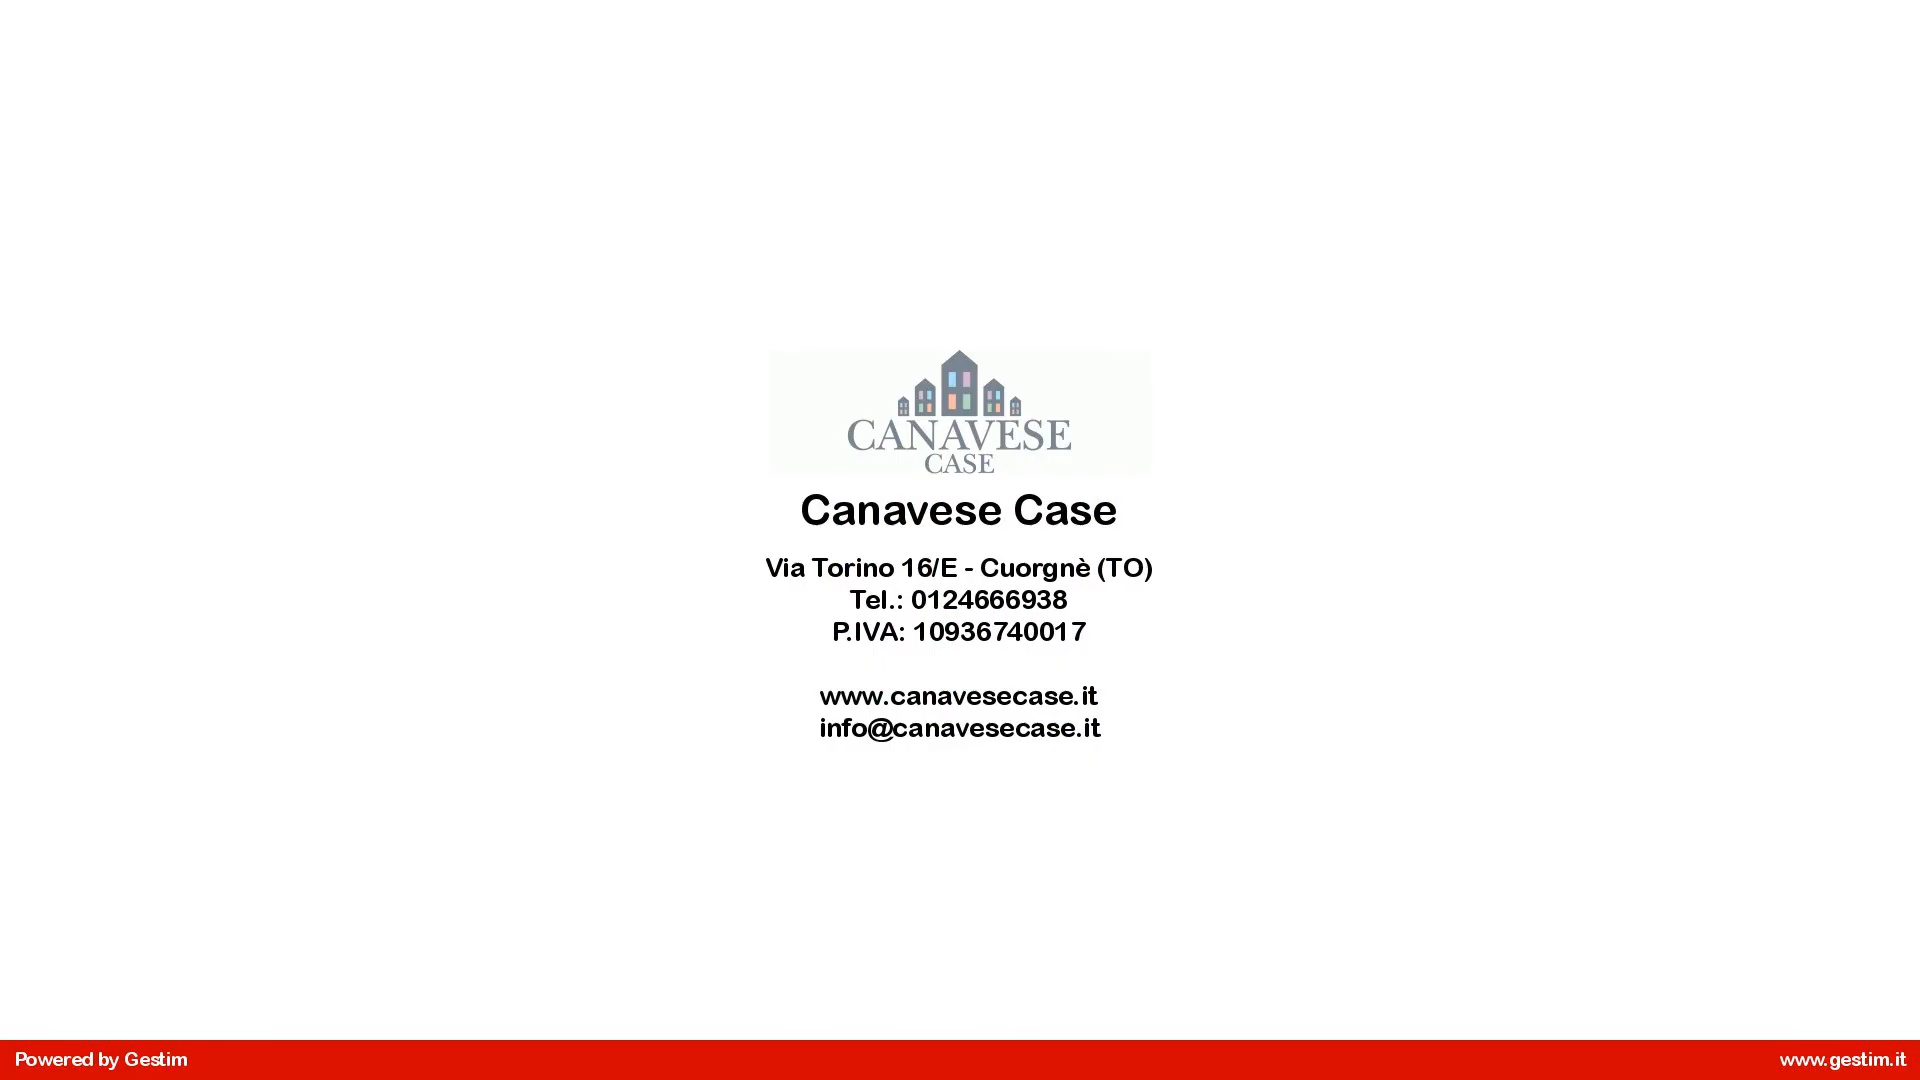 CANAVESE
CASE
Canavese Case
Via Torino 16/E - Cuorgnè (TO)
Tel.: 0124666938
P.IVA: 10936740017
www.canavesecase.it
info@canavesecase.it
Powered by Gestim
www.gestim.it